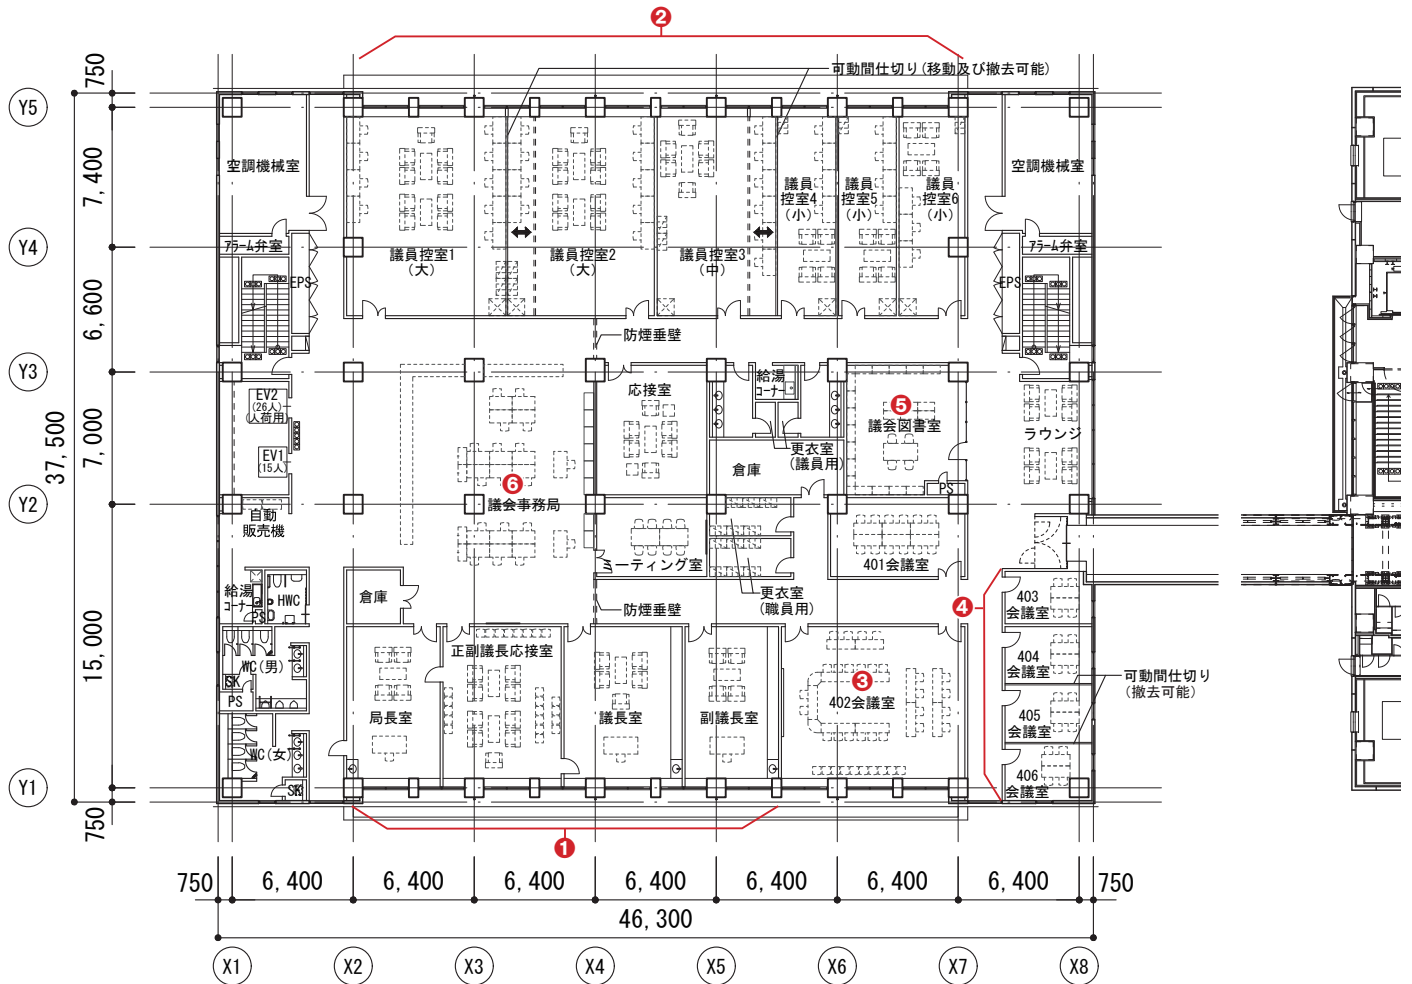 ❷
可動間仕切り(移動及び撤去可能)
750
Y5
7,400
Y4
6,600
Y3
7,000
37,500
Y2
15,000
Y1
750
空調機械室
アラーム弁室
EPS
議員控室1
(大)
議員控室2
(大)
議員控室3
(中)
議員
控室4
(小)
議員
控室5
(小)
議員
控室6
(小)
空調機械室
アラーム弁室
EPS
防煙垂壁
EV2
(26人)
(人荷用)
EV1
(15人)
自動
販売機
❻
議会事務局
応接室
給湯
コーナー
更衣室
(議員用)
倉庫
❺
議会図書室
PS
ラウンジ
ミーティング室
更衣室
(職員用)
401会議室
防煙垂壁
給湯
コーナー
PS
HWC
倉庫
WC(男)
SK
PS
WC(女)
SK
局長室
正副議長応接室
議長室
副議長室
❸
402会議室
❹
403
会議室
404
会議室
405
会議室
406
会議室
可動間仕切り
(撤去可能)
❶
750
6,400
6,400
6,400
6,400
6,400
6,400
6,400
750
46,300
X1
X2
X3
X4
X5
X6
X7
X8